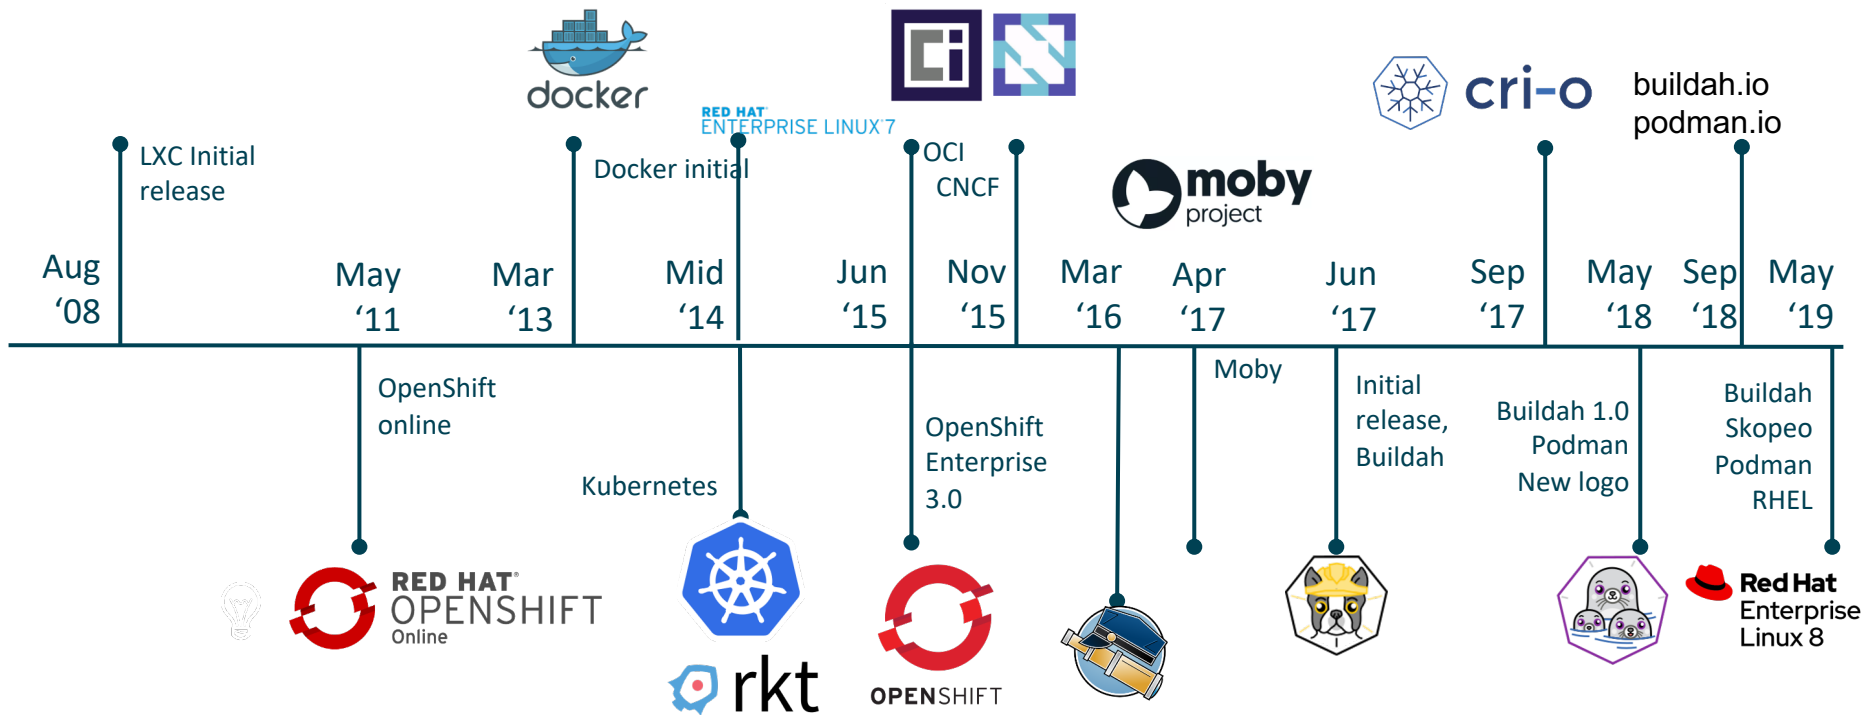 docker
RED HAT®
ENTERPRISE LINUX®7
Ci
cri-o
buildah.io
podman.io
LXC Initial
release
Docker initial
OCI
CNCF
moby
project
Aug
‘08
May
‘11
Mar
‘13
Mid
‘14
Jun
‘15
Nov
‘15
Mar
‘16
Apr
‘17
Jun
‘17
Sep
‘17
May
‘18
Sep
‘18
May
‘19
OpenShift
online
Kubernetes
OpenShift
Enterprise
3.0
Moby
Initial
release,
Buildah
Buildah 1.0
Podman
New logo
Buildah
Skopeo
Podman
RHEL
RED HAT®
OPENSHIFT
Online
rkt
OPENSHIFT
Red Hat
Enterprise
Linux 8